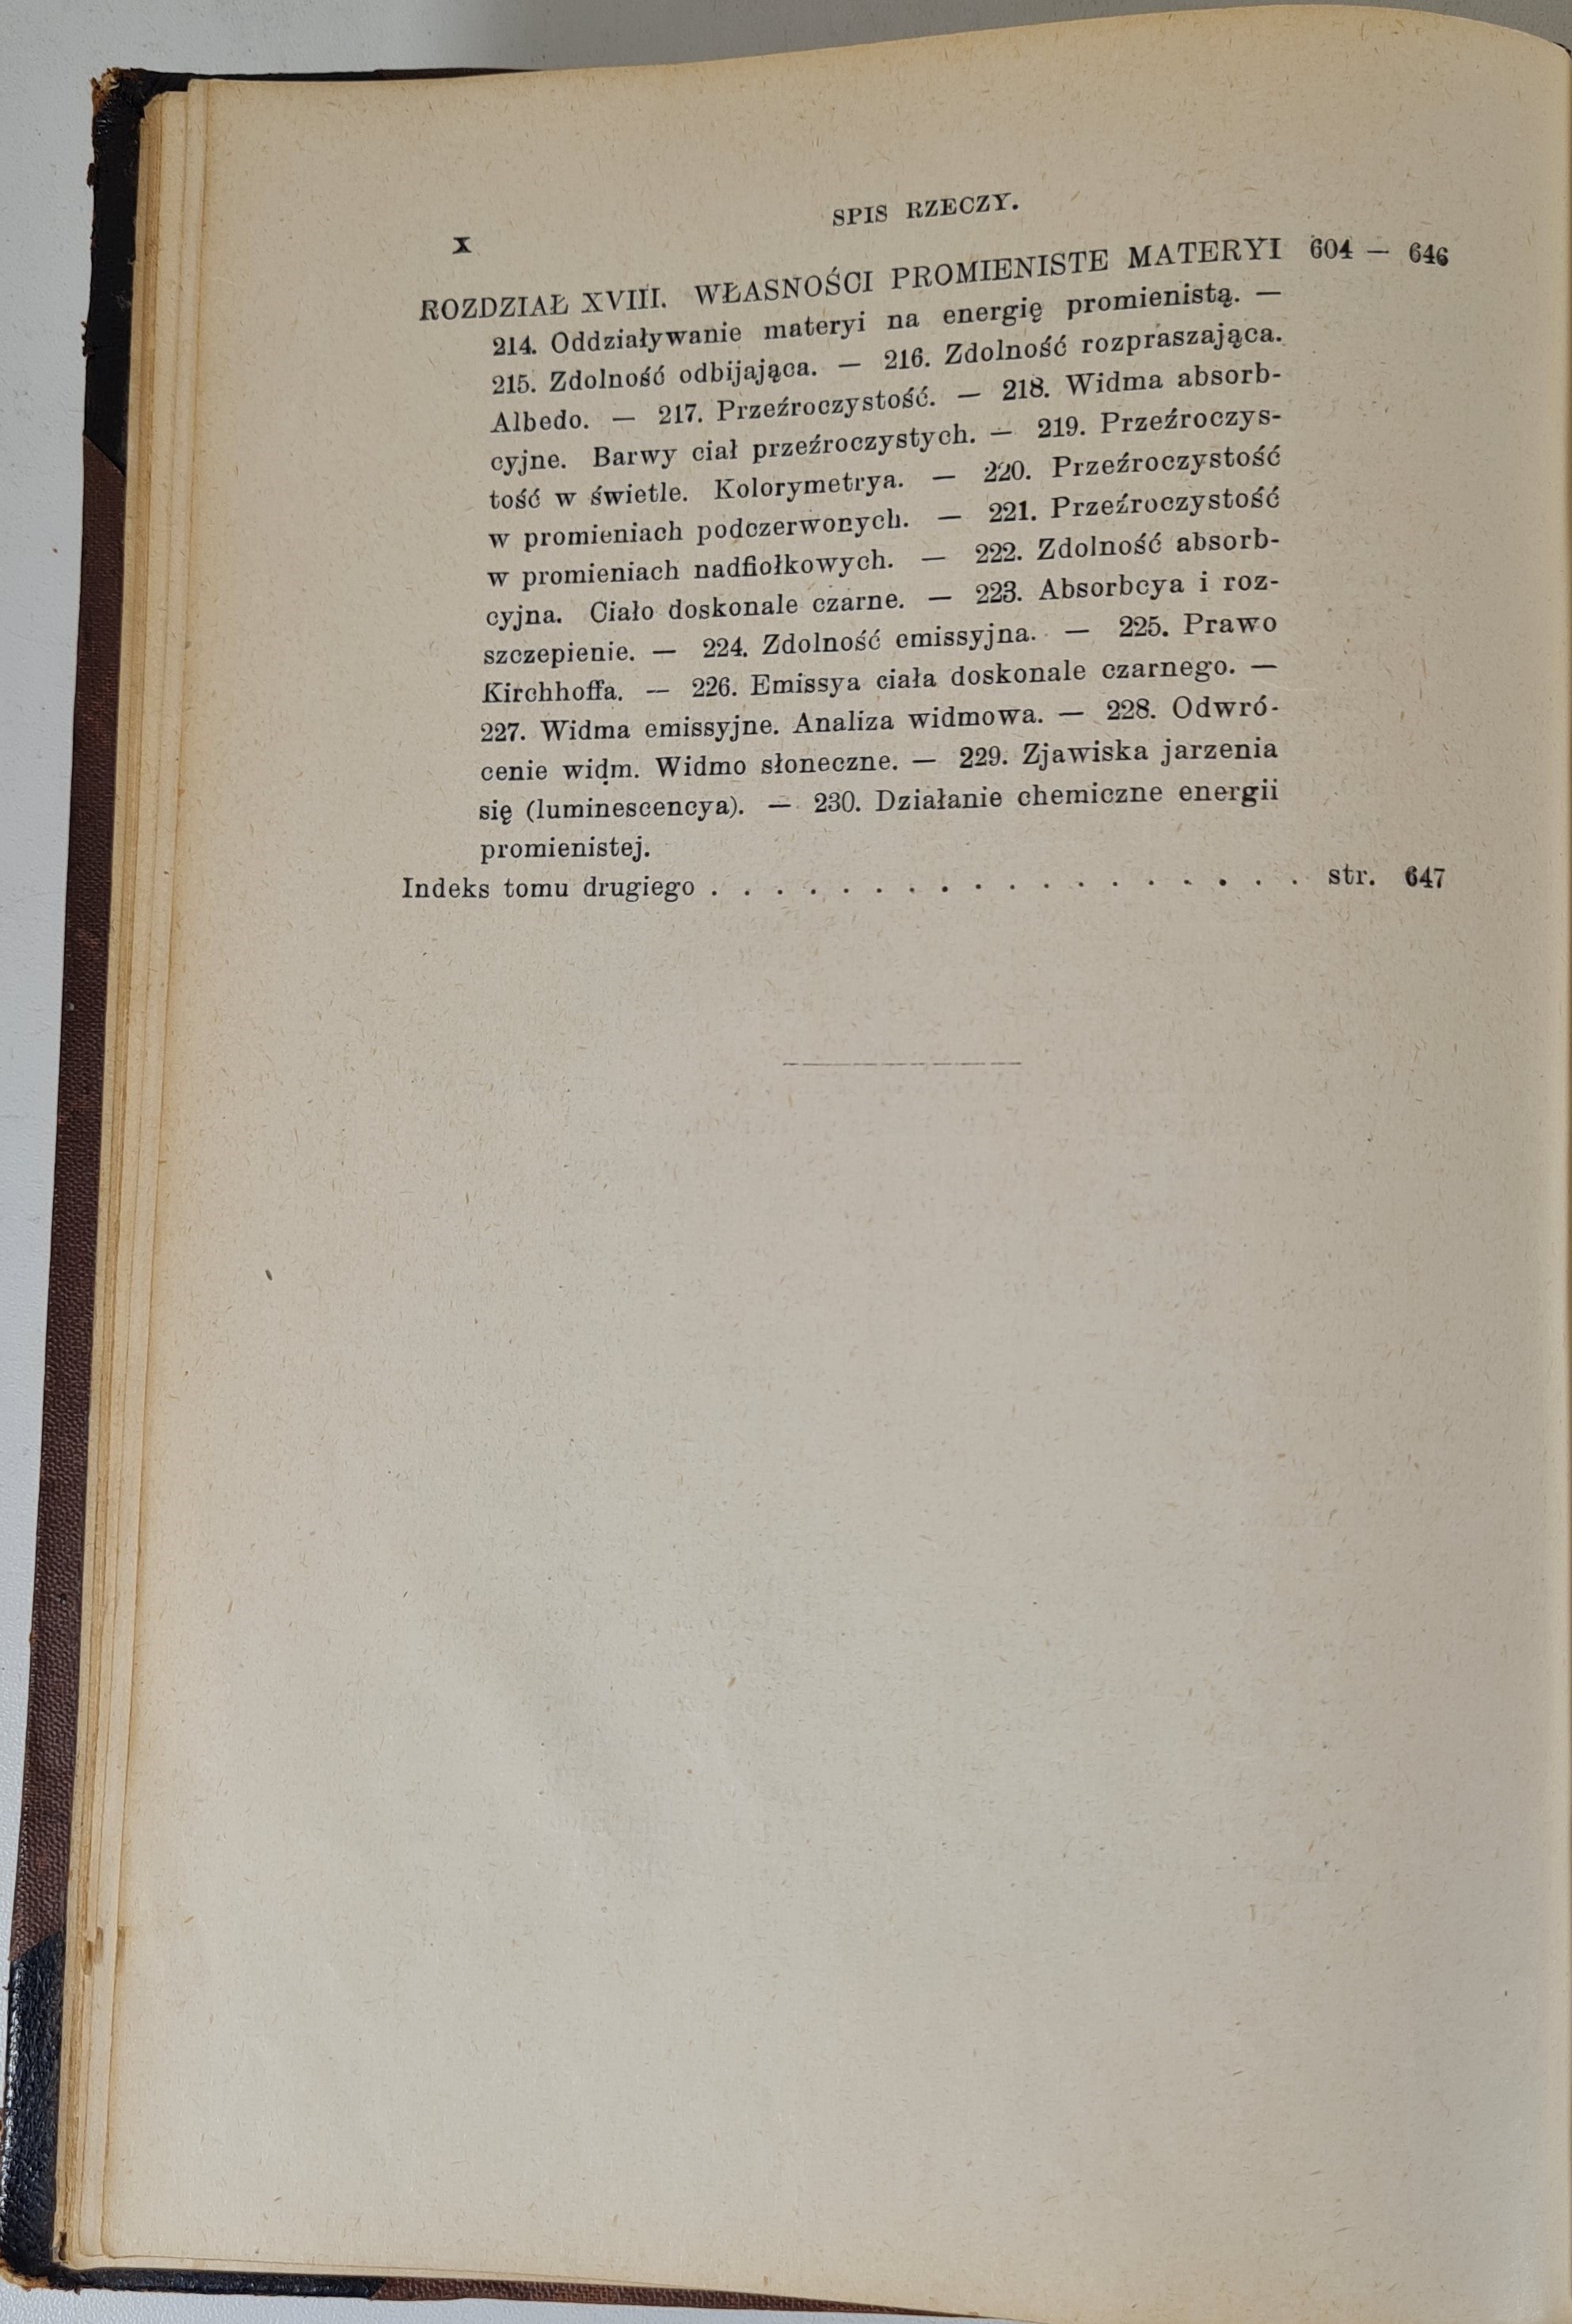 X
SPIS RZECZY.
ROZDZIAŁ XVIII. WŁASNOŚCI PROMIENISTE MATERYI 604 — 646
214. Oddziaływanie materyi na energię promienistą. —
215. Zdolność odbijająca. — 216. Zdolność rozpraszająca.
Albedo. — 217. Przeźroczystość. — 218. Widma absorb-
cyjne. Barwy ciał przeźroczystych. — 219. Przeźroczys-
tość w świetle. Kolorymetrya. — 220. Przeźroczystość
w promieniach podczerwonych. — 221. Przeźroczystość
w promieniach nadfiołkowych. — 222. Zdolność absorb-
cyjna. Ciało doskonale czarne. — 223. Absorbcya i roz-
szczepienie. — 224. Zdolność emissyjna. — 225. Prawo
Kirchhoffa. — 226. Emissya ciała doskonale czarnego. —
227. Widma emissyjne. Analiza widmowa. — 228. Odwró-
cenie widm. Widmo słoneczne. — 229. Zjawiska jarzenia
się (luminescencya). — 230. Działanie chemiczne energii
promienistej.
Indeks tomu drugiego . . . . . . . . . . . . . . . . . . . str. 647